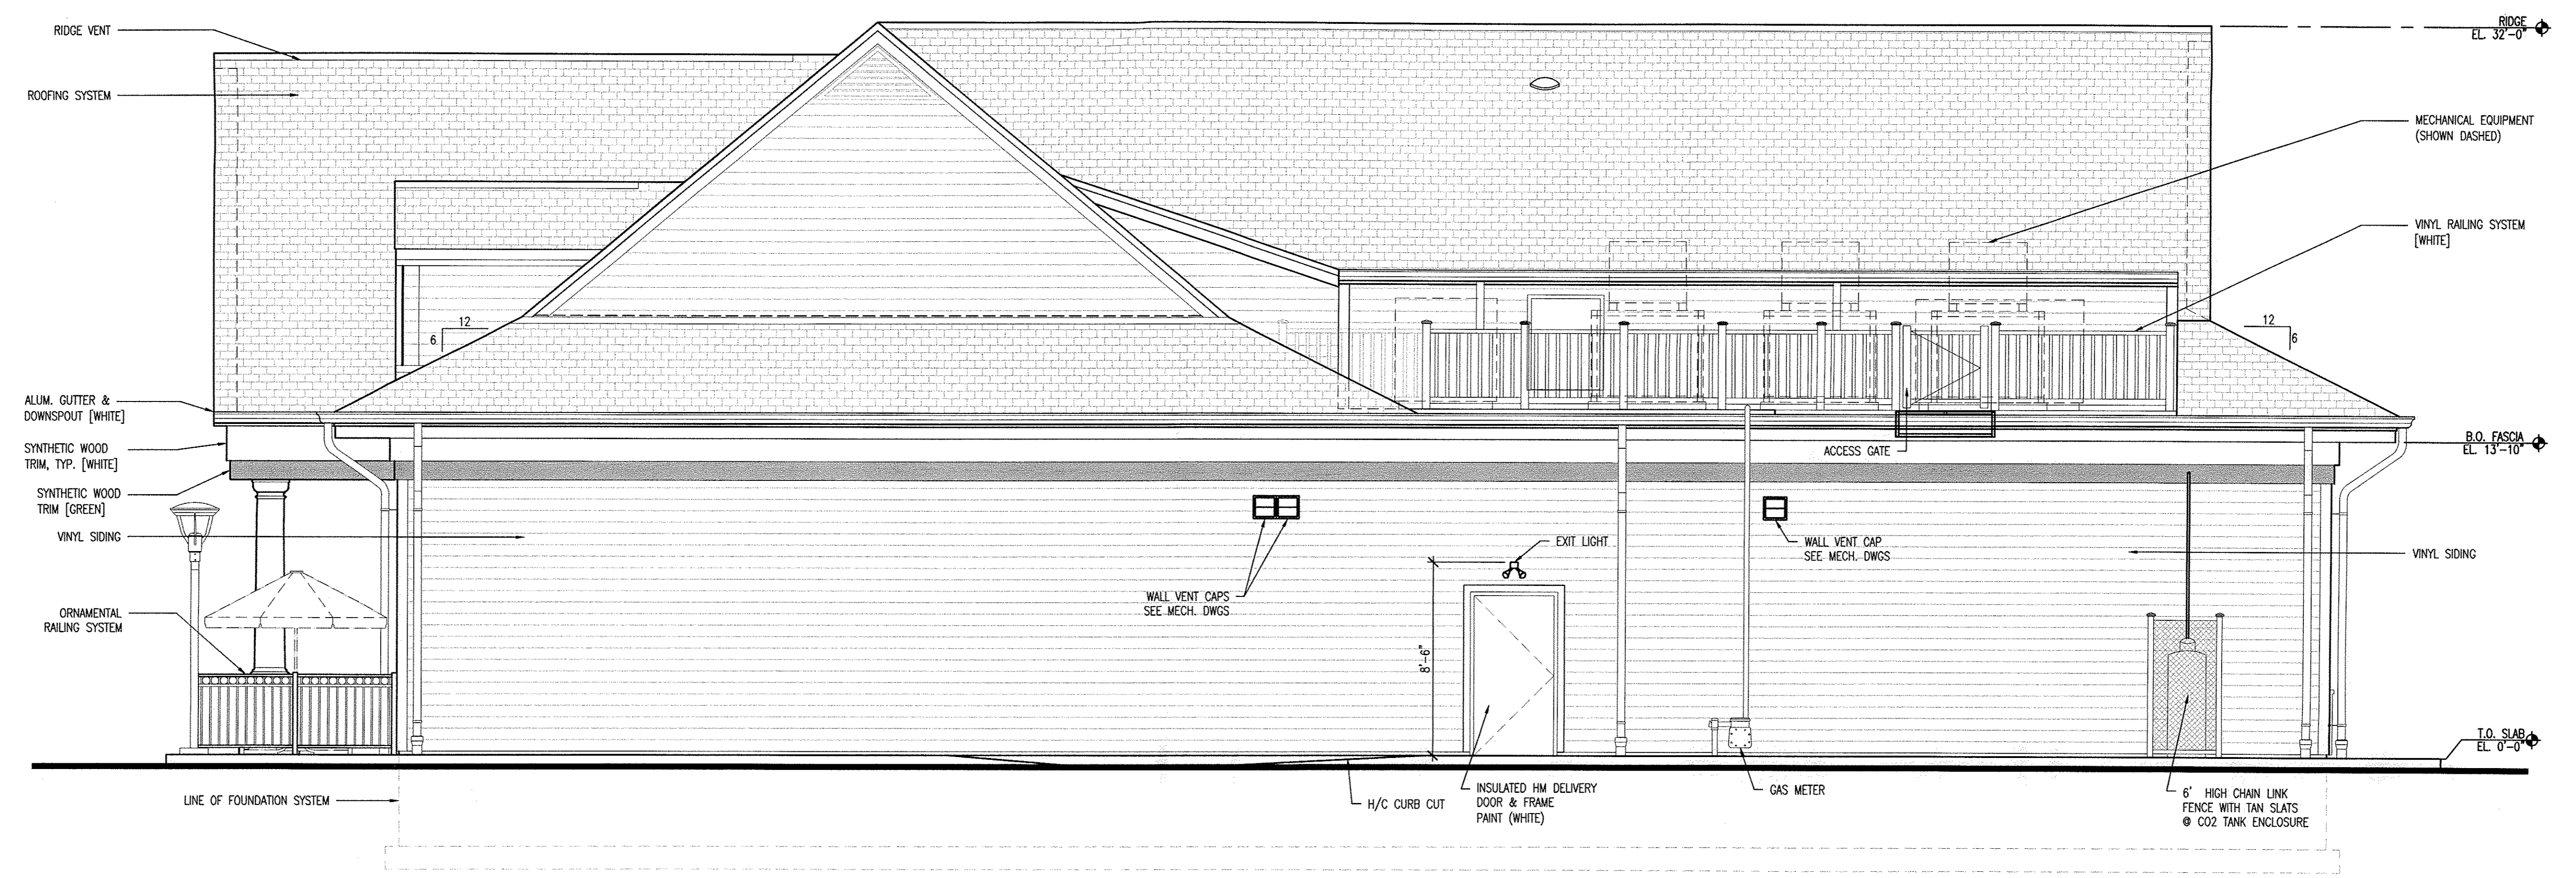 RIDGE VENT
ROOFING SYSTEM
ALUM. GUTTER &
DOWNSPOUT [WHITE]
SYNTHETIC WOOD
TRIM, TYP. [WHITE]
SYNTHETIC WOOD
TRIM [GREEN]
VINYL SIDING
ORNAMENTAL
RAILING SYSTEM
LINE OF FOUNDATION SYSTEM
12
6
WALL VENT CAPS
SEE MECH. DWGS
EXIT LIGHT
8'-6"
H/C CURB CUT
INSULATED HM DELIVERY
DOOR & FRAME
PAINT (WHITE)
WALL VENT CAP
SEE MECH. DWGS
ACCESS GATE
GAS METER
6' HIGH CHAIN LINK
FENCE WITH TAN SLATS
@ CO2 TANK ENCLOSURE
12
6
RIDGE
EL. 32'-0"
MECHANICAL EQUIPMENT
(SHOWN DASHED)
VINYL RAILING SYSTEM
[WHITE]
B.O. FASCIA
EL. 13'-10"
VINYL SIDING
T.O. SLAB
EL. 0'-0"